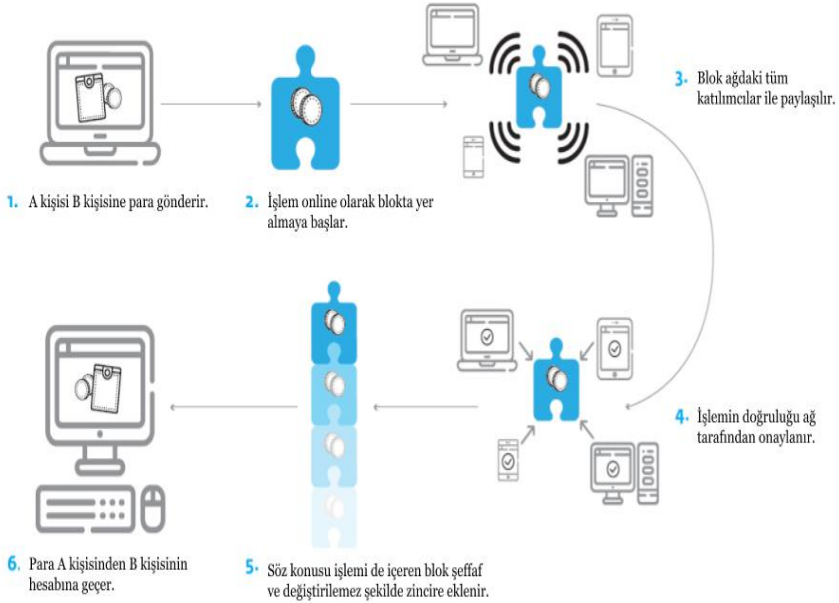 1. A kişisi B kişisine para gönderir.
2. İşlem online olarak blokta yer
almaya başlar.
3. Blok ağdaki tüm
katılımcılar ile paylaşılır.
4. İşlemin doğruluğu ağ
tarafından onaylanır.
5. Söz konusu işlemi de içeren blok şeffaf
ve değiştirilemez şekilde zincire eklenir.
6. Para A kişisinden B kişisinin
hesabına geçer.